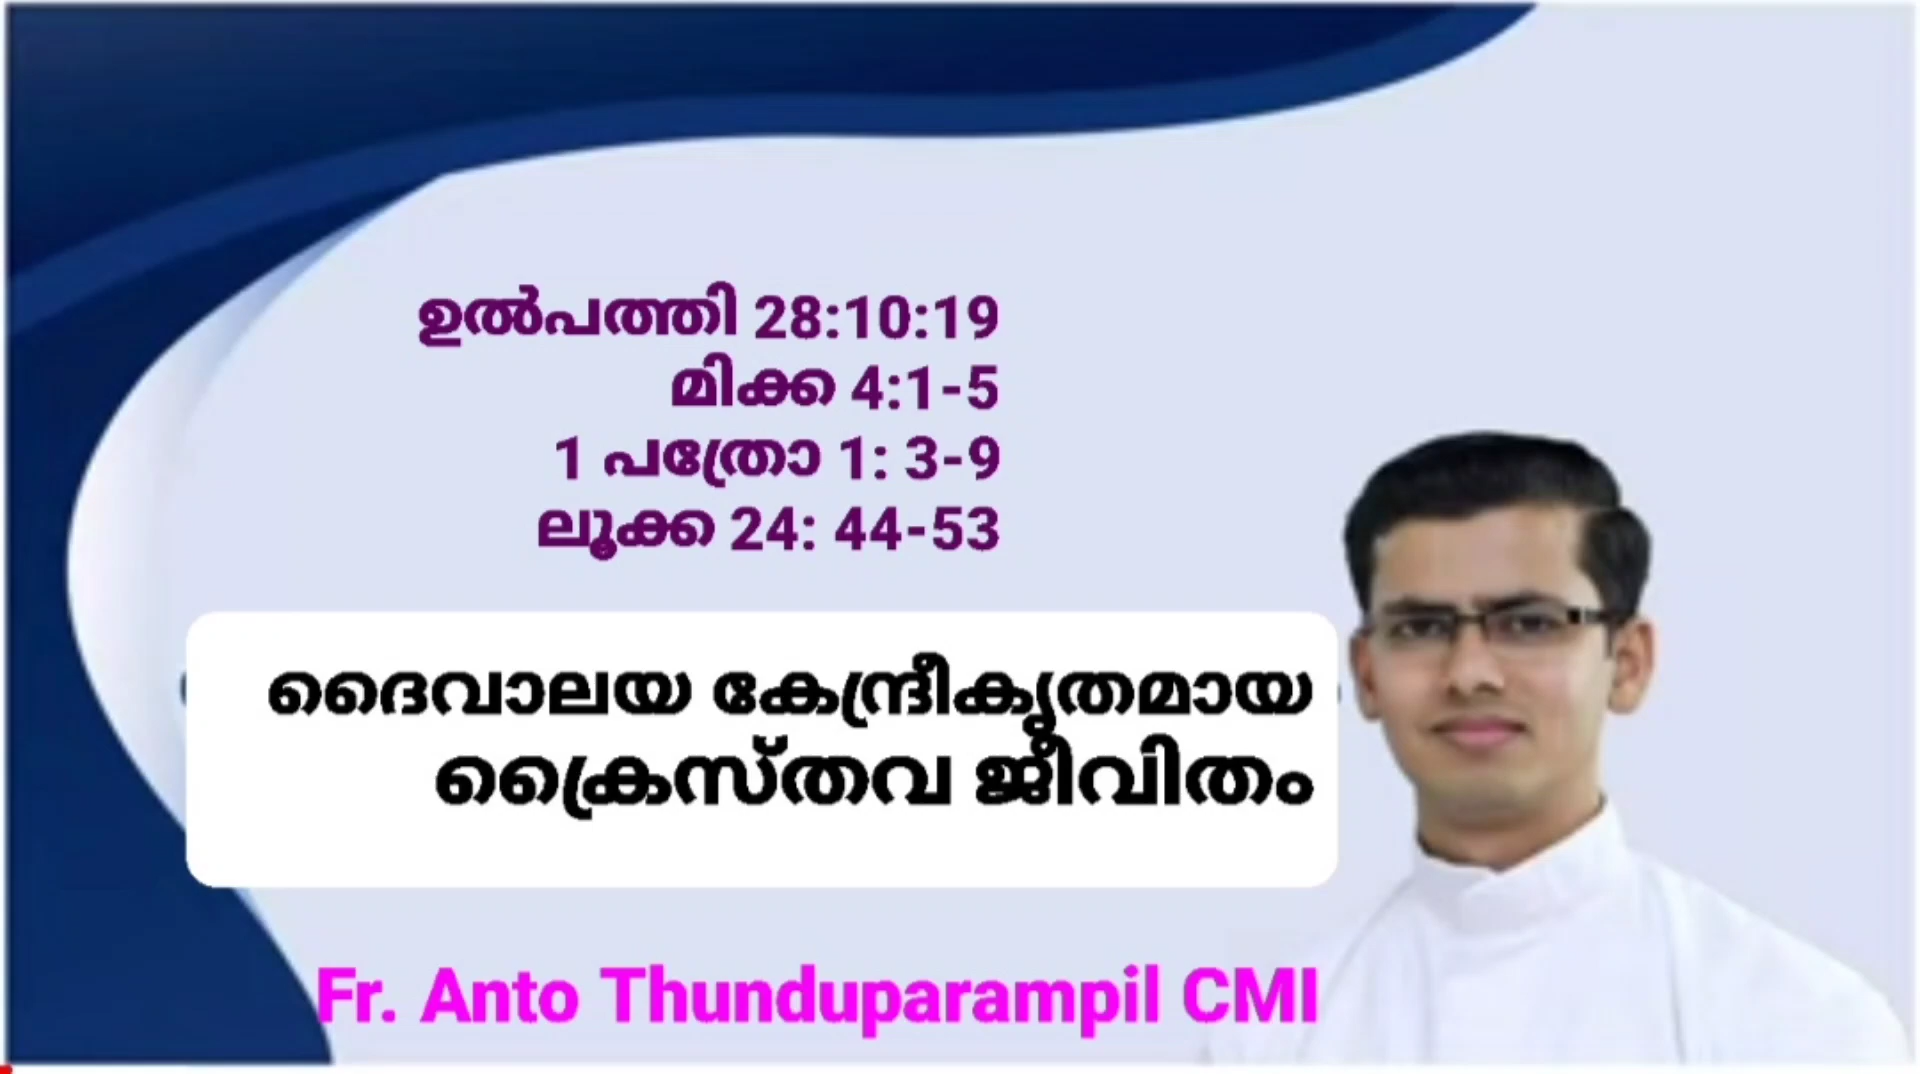 ഉൽപത്തി 28:10:19
മിക്ക 4:1-5
1 പത്രോ 1: 3-9
ലൂക്ക 24: 44-53
ദൈവാലയ കേന്ദ്രീകൃതമായ
ക്രൈസ്തവ ജീവിതം
Fr. Anto Thunduparampil CMI